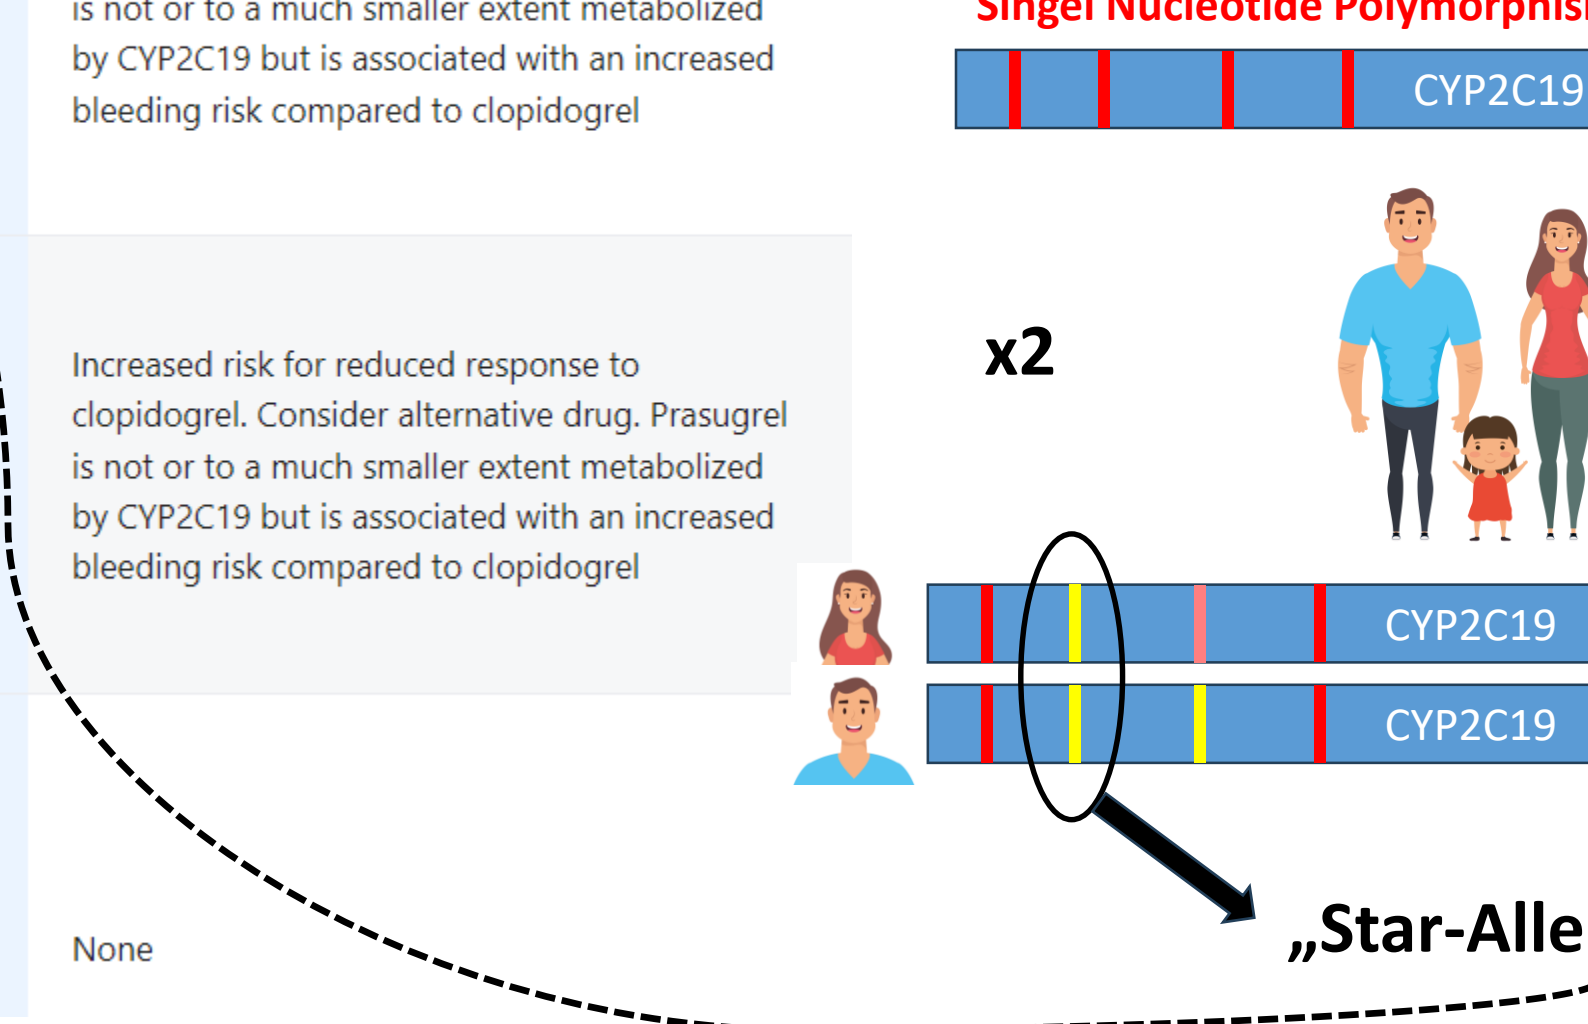 is not or to a much smaller extent metabolized
by CYP2C19 but is associated with an increased
bleeding risk compared to clopidogrel
Increased risk for reduced response to
clopidogrel. Consider alternative drug. Prasugrel
is not or to a much smaller extent metabolized
by CYP2C19 but is associated with an increased
bleeding risk compared to clopidogrel
None
Singel Nucleotide Polymorphis
CYP2C19
x2
CYP2C19
CYP2C19
„Star-Alle